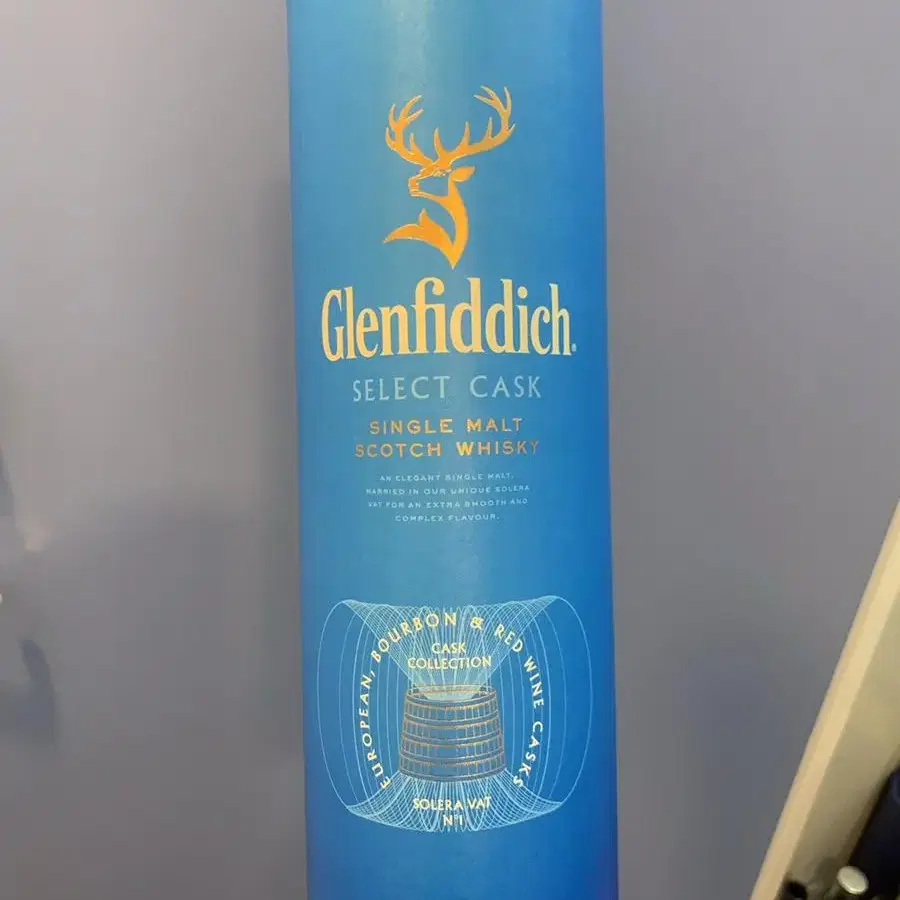 Glenfiddich®
SELECT CASK
SINGLE MALT
SCOTCH WHISKY
AN ELEGANT SINGLE MALT,
MARRIED IN OUR UNIQUE SOLERA
VAT FOR AN EXTRA SMOOTH AND
COMPLEX FLAVOUR.
EUROPEAN, BOURBON & RED WINE CASKS
CASK
COLLECTION
SOLERA VAT
Nº1